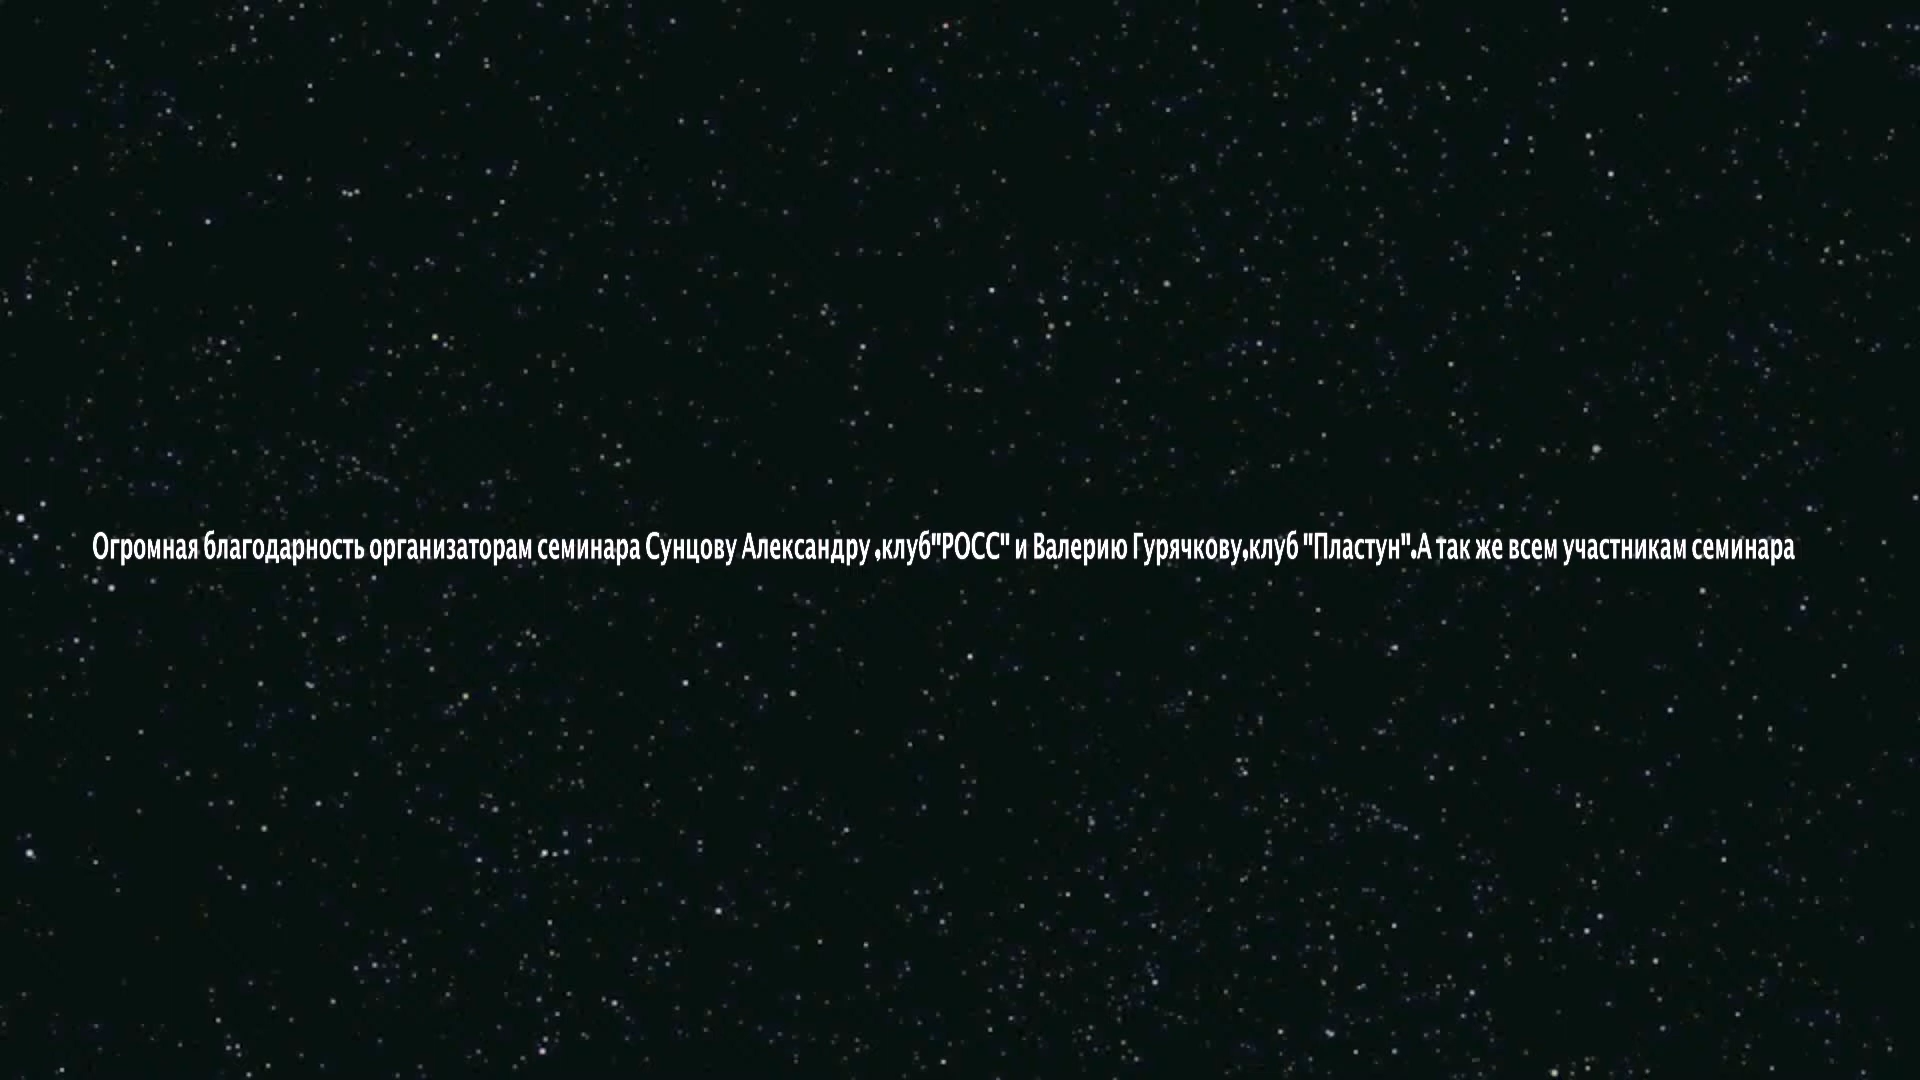 Огромная благодарность организаторам семинара Сунцову Александру ,клуб"РОСС" и Валерию Гурячкову,клуб "Пластун".А так же всем участникам семинара